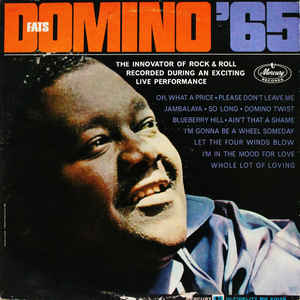 FATS
DOMINO '65
THE INNOVATOR OF ROCK & ROLL
RECORDED DURING AN EXCITING
LIVE PERFORMANCE
Mercury
RECORDS
OH, WHAT A PRICE • PLEASE DON'T LEAVE ME
JAMBALAYA • SO LONG • DOMINO TWIST
BLUEBERRY HILL • AIN'T THAT A SHAME
I'M GONNA BE A WHEEL SOMEDAY
LET THE FOUR WINDS BLOW
I'M IN THE MOOD FOR LOVE
WHOLE LOT OF LOVING
MERCURY